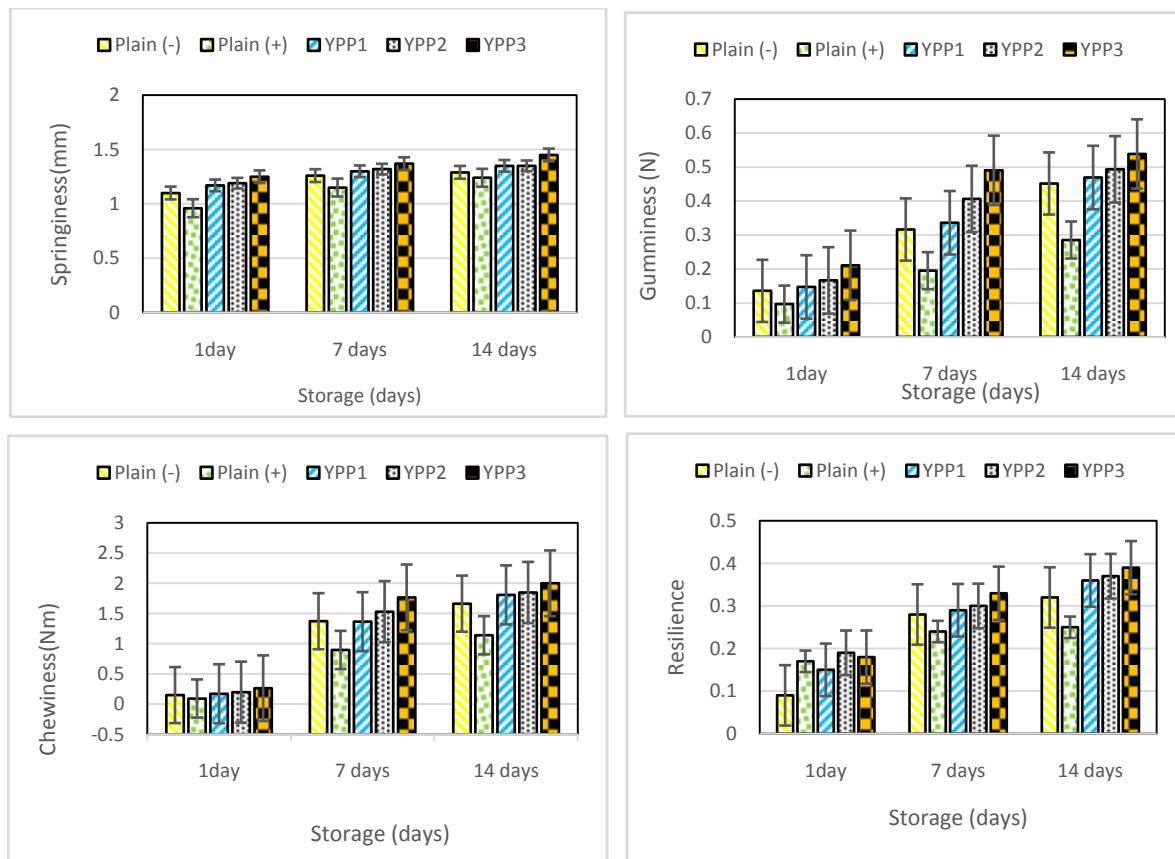 Plain (-) Plain (+) YPP1 YPP2 YPP3
Springiness(mm)
2
1.5
1
0.5
0
1day 7 days 14 days
Storage (days)
Plain (-) Plain (+) YPP1 YPP2 YPP3
Gumminess (N)
0.7
0.6
0.5
0.4
0.3
0.2
0.1
0
1day 7 days 14 days
Storage (days)
Plain (-) Plain (+) YPP1 YPP2 YPP3
Chewiness(Nm)
3
2.5
2
1.5
1
0.5
0
-0.5
1day 7 days 14 days
Storage (days)
Plain (-) Plain (+) YPP1 YPP2 YPP3
Resilience
0.5
0.4
0.3
0.2
0.1
0
1day 7 days 14 days
Storage (days)